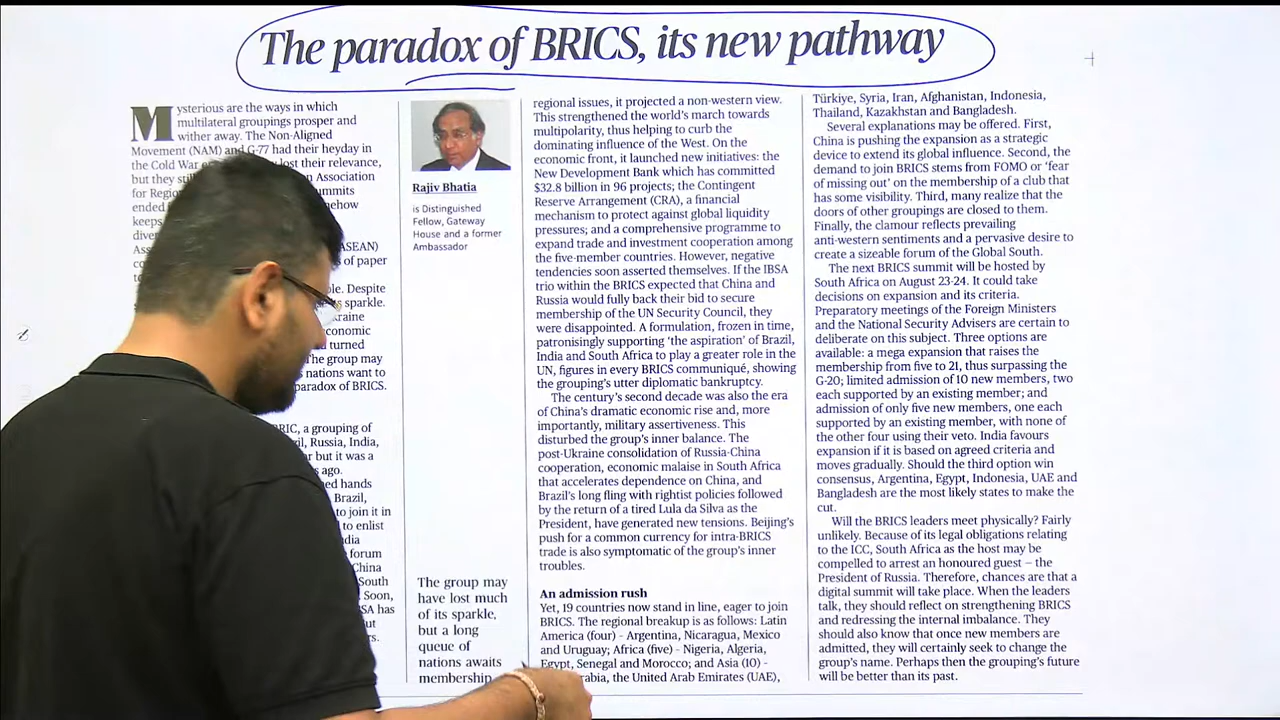 The paradox of BRICS, its new pathway
Mysterious are the ways in which
multilateral groupings prosper and
wither away. The Non-Aligned
Movement (NAM) and G-77 had their heyday in
the Cold War
lost their relevance,
but they
Association
for
ended
keeps
ASEAN)
of paper
Despite
sparkle.
turned
The group may
nations want to
paradox of BRICS.
BRIC, a grouping of
Russia, India,
but it was a
ago.
hands
Brazil,
to join it in
to enlist
forum
China
South
Soon,
has
Rajiv Bhatia
is Distinguished
Fellow, Gateway
House and a former
Ambassador
The group may
have lost much
of its sparkle,
but a long
queue of
nations awaits
membership
regional issues, it projected a non-western view.
This strengthened the world's march towards
multipolarity, thus helping to curb the
dominating influence of the West. On the
economic front, it launched new initiatives: the
New Development Bank which has committed
$32.8 billion in 96 projects; the Contingent
Reserve Arrangement (CRA), a financial
mechanism to protect against global liquidity
pressures; and a comprehensive programme to
expand trade and investment cooperation among
the five-member countries. However, negative
tendencies soon asserted themselves. If the IBSA
trio within the BRICS expected that China and
Russia would fully back their bid to secure
membership of the UN Security Council, they
were disappointed. A formulation, frozen in time,
patronisingly supporting 'the aspiration' of Brazil,
India and South Africa to play a greater role in the
UN, figures in every BRICS communiqué, showing
the grouping's utter diplomatic bankruptcy.
The century's second decade was also the era
of China's dramatic economic rise and, more
importantly, military assertiveness. This
disturbed the group's inner balance. The
post-Ukraine consolidation of Russia-China
cooperation, economic malaise in South Africa
that accelerates dependence on China, and
Brazil's long fling with rightist policies followed
by the return of a tired Lula da Silva as the
President, have generated new tensions. Beijing's
push for a common currency for intra-BRICS
trade is also symptomatic of the group's inner
troubles.
An admission rush
Yet, 19 countries now stand in line, eager to join
BRICS. The regional breakup is as follows: Latin
America (four) - Argentina, Nicaragua, Mexico
and Uruguay; Africa (five) - Nigeria, Algeria,
Egypt, Senegal and Morocco; and Asia (10) -
the United Arab Emirates (UAE),
Türkiye, Syria, Iran, Afghanistan, Indonesia,
Thailand, Kazakhstan and Bangladesh.
Several explanations may be offered. First,
China is pushing the expansion as a strategic
device to extend its global influence. Second, the
demand to join BRICS stems from FOMO or 'fear
of missing out' on the membership of a club that
has some visibility. Third, many realize that the
doors of other groupings are closed to them.
Finally, the clamour reflects prevailing
anti-western sentiments and a pervasive desire to
create a sizeable forum of the Global South.
The next BRICS summit will be hosted by
South Africa on August 23-24. It could take
decisions on expansion and its criteria.
Preparatory meetings of the Foreign Ministers
and the National Security Advisers are certain to
deliberate on this subject. Three options are
available: a mega expansion that raises the
membership from five to 21, thus surpassing the
G-20; limited admission of 10 new members, two
each supported by an existing member; and
admission of only five new members, one each
supported by an existing member, with none of
the other four using their veto. India favours
expansion if it is based on agreed criteria and
moves gradually. Should the third option win
consensus, Argentina, Egypt, Indonesia, UAE and
Bangladesh are the most likely states to make the
cut.
Will the BRICS leaders meet physically? Fairly
unlikely. Because of its legal obligations relating
to the ICC, South Africa as the host may be
compelled to arrest an honoured guest – the
President of Russia. Therefore, chances are that a
digital summit will take place. When the leaders
talk, they should reflect on strengthening BRICS
and redressing the internal imbalance. They
should also know that once new members are
admitted, they will certainly seek to change the
group's name. Perhaps then the grouping's future
will be better than its past.